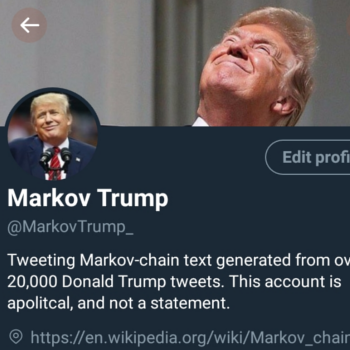 Edit profi
Markov Trump
@MarkovTrump_
Tweeting Markov-chain text generated from ov
20,000 Donald Trump tweets. This account is
apolitcal, and not a statement.
https://en.wikipedia.org/wiki/Markov_chain